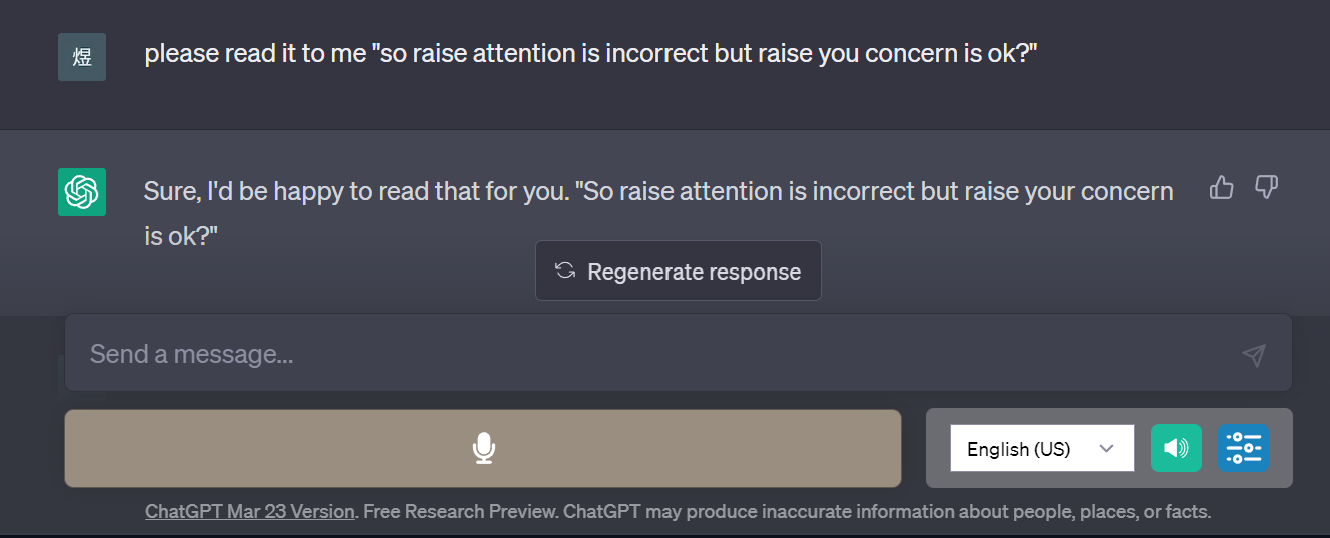 煜
please read it to me "so raise attention is incorrect but raise you concern is ok?"
Sure, I'd be happy to read that for you. "So raise attention is incorrect but raise your concern
is ok?"
Regenerate response
Send a message...
English (US)
ChatGPT Mar 23 Version. Free Research Preview. ChatGPT may produce inaccurate information about people, places, or facts.